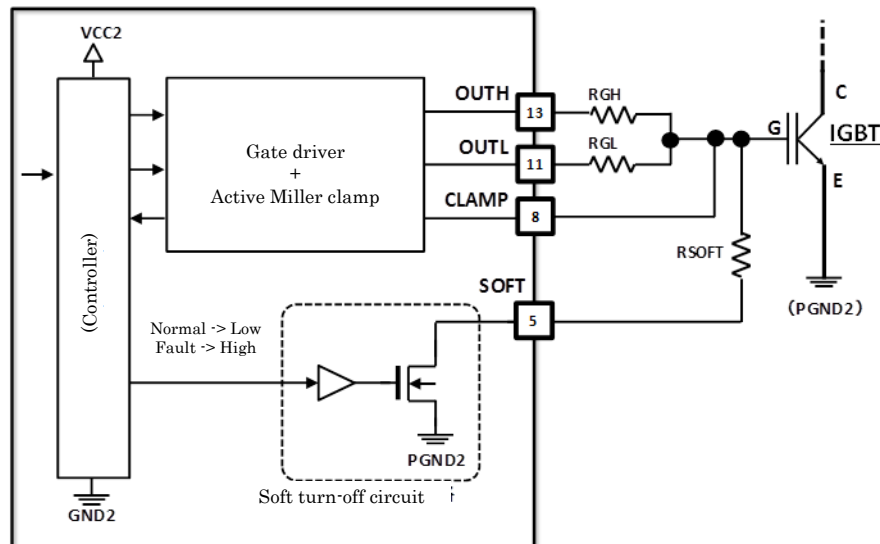 VCC2
(Controller)
GND2
Gate driver
+
Active Miller clamp
OUTH
13
RGH
OUTL
11
RGL
CLAMP
8
G
C
IGBT
E
RSOFT
(PGND2)
SOFT
5
Normal -> Low
Fault -> High
PGND2
Soft turn-off circuit